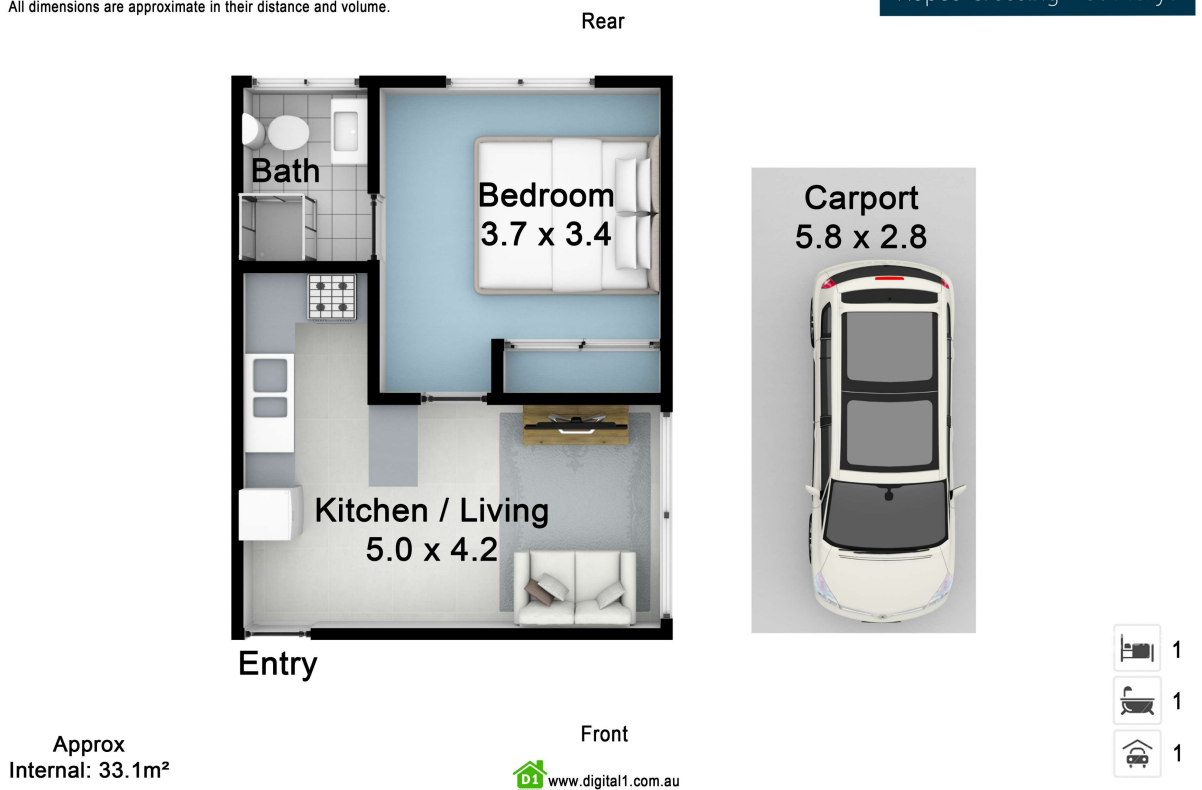 All dimensions are approximate in their distance and volume.
Rear
Bath
Bedroom
3.7 x 3.4
Carport
5.8 x 2.8
Kitchen / Living
5.0 x 4.2
Entry
1
1
1
Front
Approx
Internal: 33.1m²
D1 www.digital1.com.au